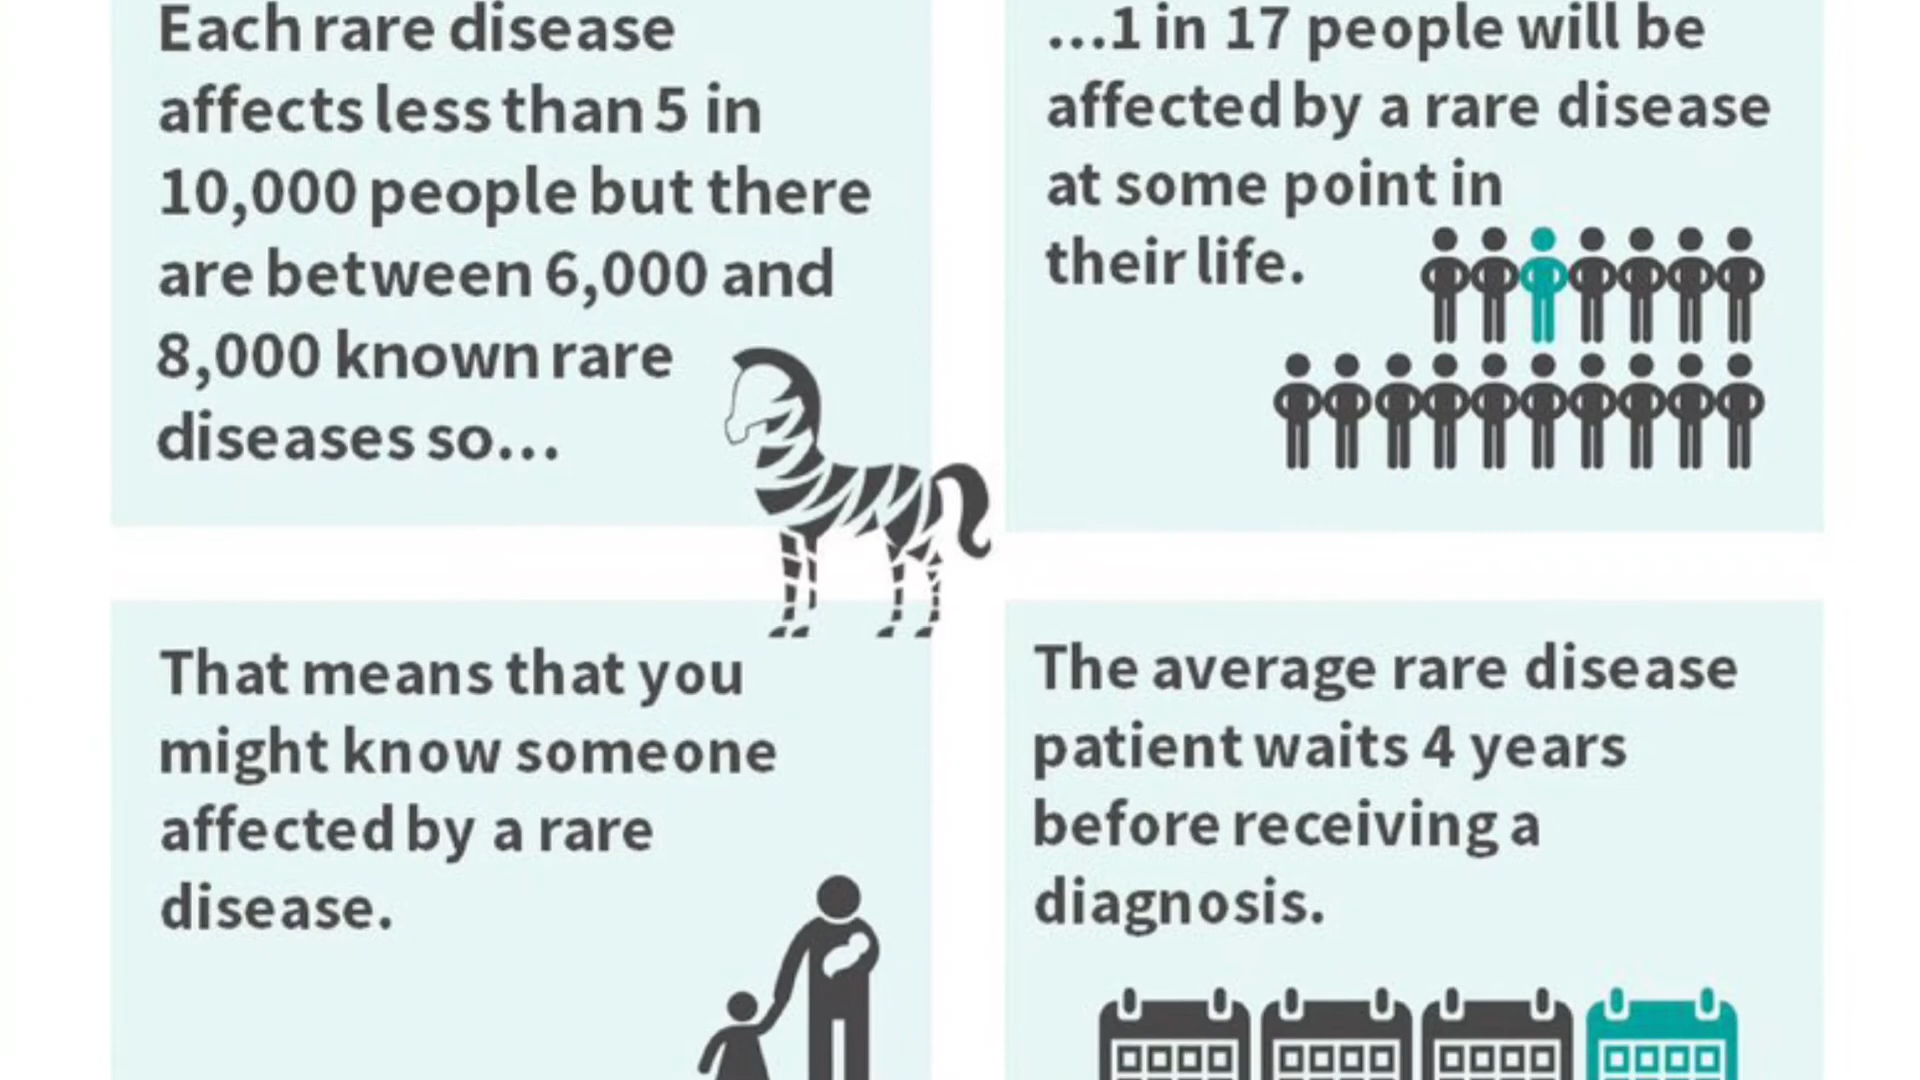 Each rare disease
affects less than 5 in
10,000 people but there
are between 6,000 and
8,000 known rare
diseases so...
...1 in 17 people will be
affected by a rare disease
at some point in
their life.
That means that you
might know someone
affected by a rare
disease.
The average rare disease
patient waits 4 years
before receiving a
diagnosis.